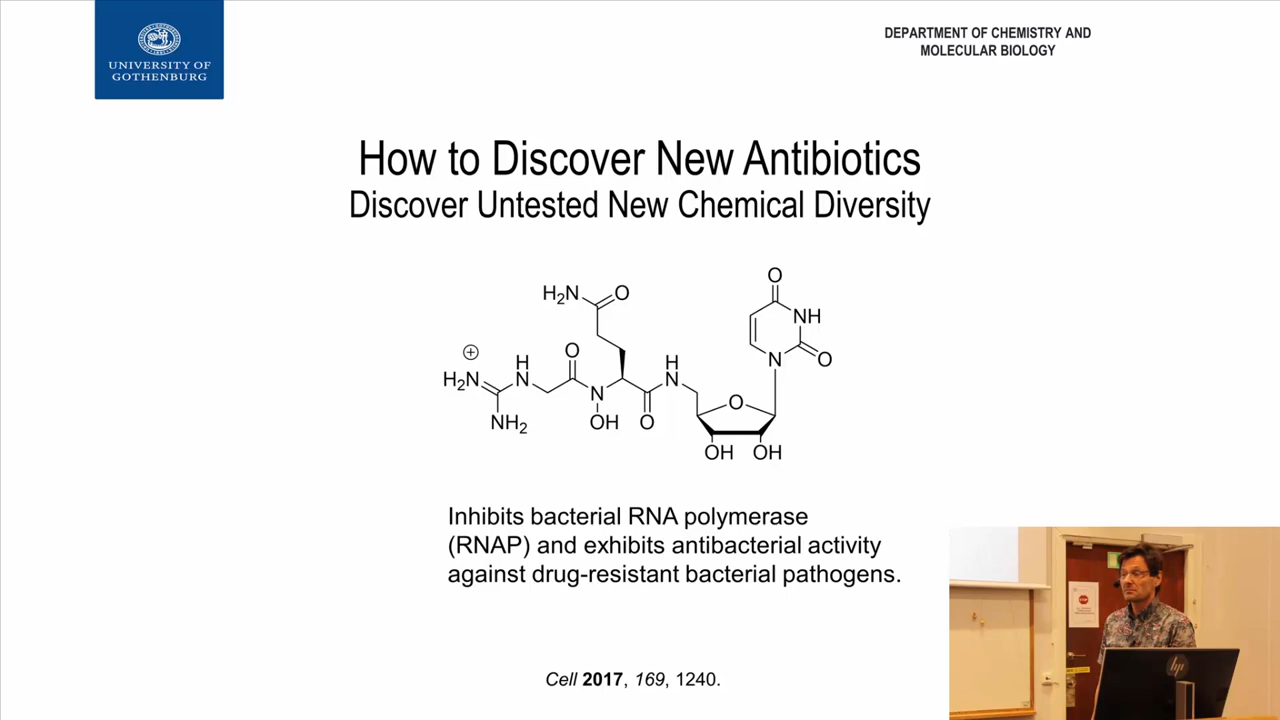 UNIVERSITY OF
GOTHENBURG
DEPARTMENT OF CHEMISTRY AND
MOLECULAR BIOLOGY
How to Discover New Antibiotics
Discover Untested New Chemical Diversity
O
H₂N
O
NH
O
H
N
O
H
N
N
O
⊕
H₂N
N
O
NH₂
OH
O
OH
OH
Inhibits bacterial RNA polymerase
(RNAP) and exhibits antibacterial activity
against drug-resistant bacterial pathogens.
STOP
hp
Cell 2017, 169, 1240.